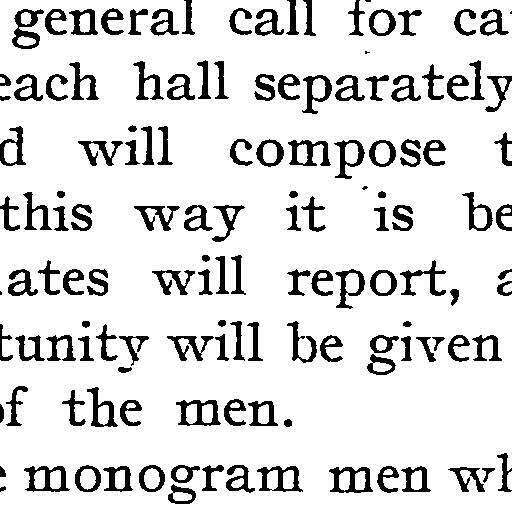 general call for ca
each hall separately
d will compose t
this way it is be
ates will report, a
tunity will be given
of the men.
e monogram men wh